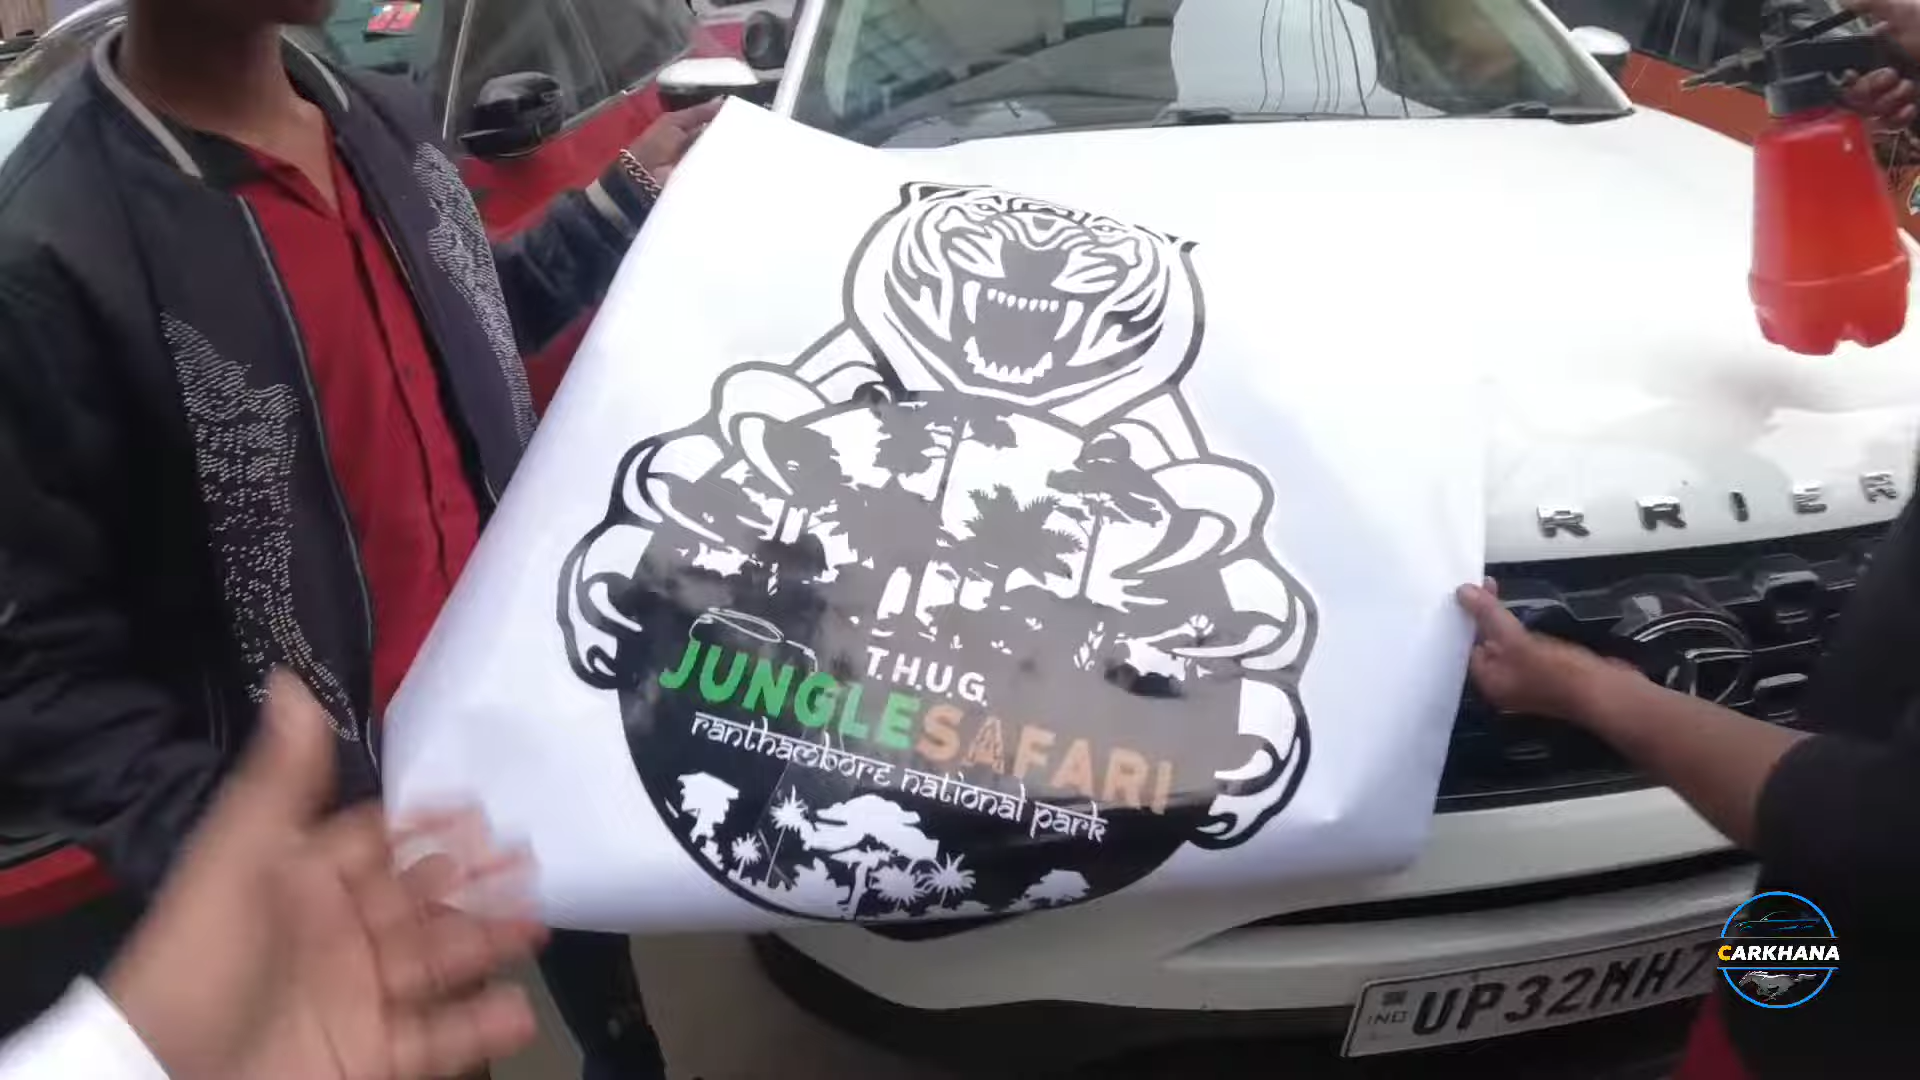 RRIER
T.H.U.G.
JUNGLESAFARI
ranthambore national park
CARKHANA
IND
UP32MH7